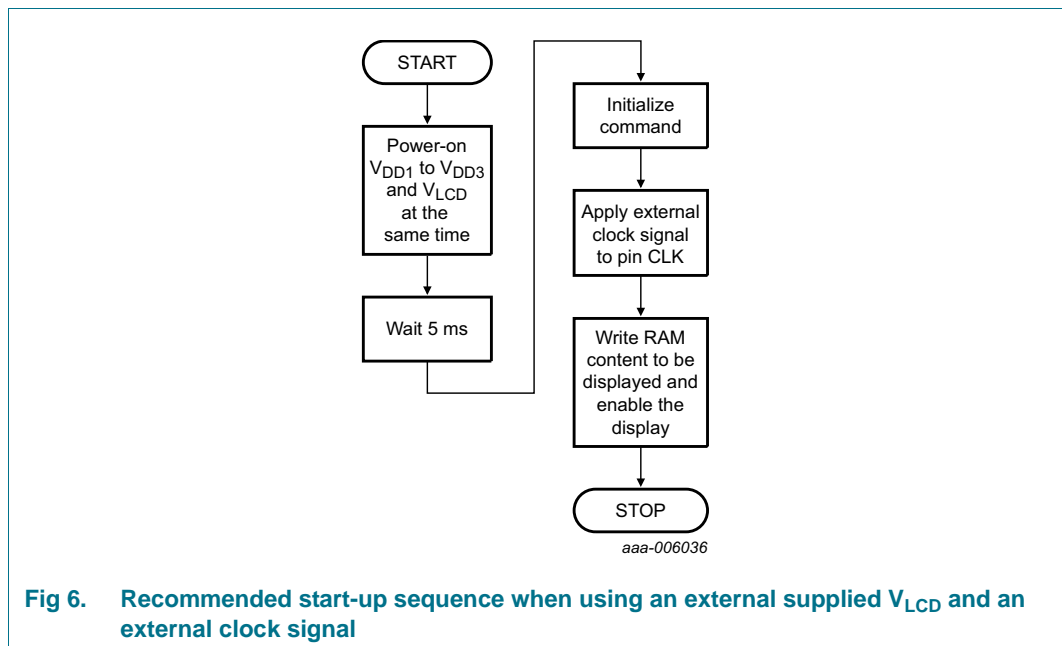 START
Power-on
VDD1 to VDD3
and VLCD
at the
same time
Wait 5 ms
Initialize
command
Apply external
clock signal
to pin CLK
Write RAM
content to be
displayed and
enable the
display
STOP
aaa-006036
Fig 6. Recommended start-up sequence when using an external supplied VLCD and an
external clock signal